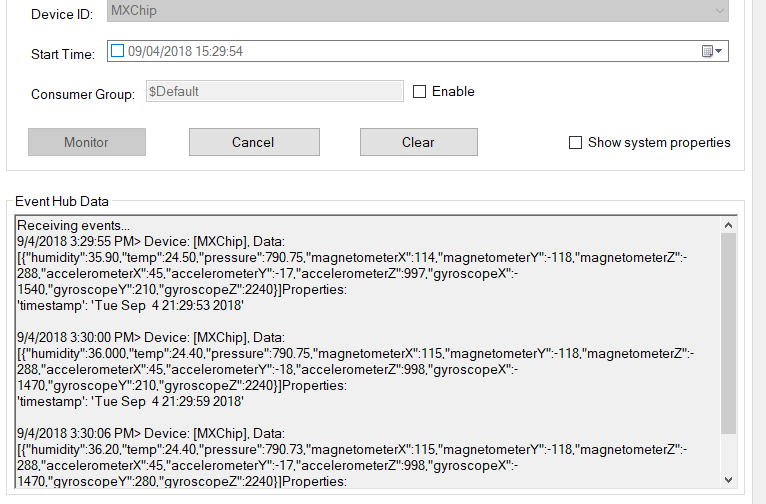 Device ID: MXChip
Start Time: 09/04/2018 15:29:54
Consumer Group: $Default Enable
Monitor Cancel Clear Show system properties
Event Hub Data
Receiving events...
9/4/2018 3:29:55 PM> Device: [MXChip], Data:
[{"humidity":35.90,"temp":24.50,"pressure":790.75,"magnetometerX":114,"magnetometerY":-118,"magnetometerZ":-
288,"accelerometerX":45,"accelerometerY":-17,"accelerometerZ":997,"gyroscopeX":-
1540,"gyroscopeY":210,"gyroscopeZ":2240}]Properties:
'timestamp': 'Tue Sep  4 21:29:53 2018'
9/4/2018 3:30:00 PM> Device: [MXChip], Data:
[{"humidity":36.000,"temp":24.40,"pressure":790.75,"magnetometerX":115,"magnetometerY":-118,"magnetometerZ":-
288,"accelerometerX":45,"accelerometerY":-18,"accelerometerZ":998,"gyroscopeX":-
1470,"gyroscopeY":210,"gyroscopeZ":2240}]Properties:
'timestamp': 'Tue Sep  4 21:29:59 2018'
9/4/2018 3:30:06 PM> Device: [MXChip], Data:
[{"humidity":36.20,"temp":24.40,"pressure":790.73,"magnetometerX":115,"magnetometerY":-118,"magnetometerZ":-
288,"accelerometerX":45,"accelerometerY":-17,"accelerometerZ":998,"gyroscopeX":-
1470,"gyroscopeY":280,"gyroscopeZ":2240}]Properties: